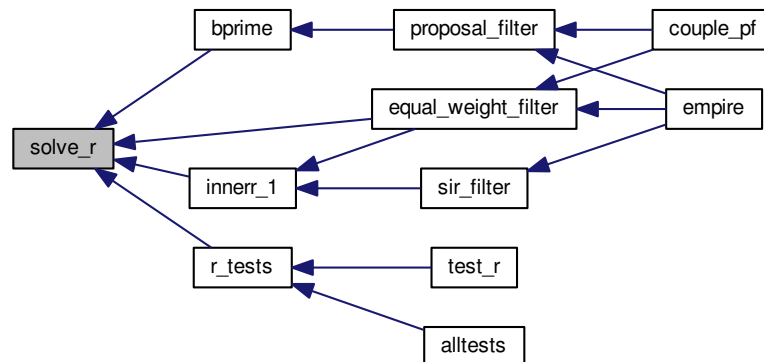 bprime
proposal_filter
couple_pf
equal_weight_filter
empire
solve_r
innerr_1
sir_filter
r_tests
test_r
alltests